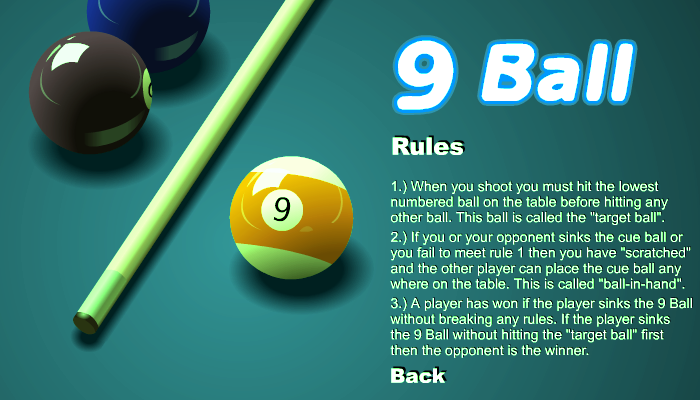 9 Ball
Rules
1.) When you shoot you must hit the lowest
numbered ball on the table before hitting any
other ball. This ball is called the "target ball".
2.) If you or your opponent sinks the cue ball or
you fail to meet rule 1 then you have "scratched"
and the other player can place the cue ball any
where on the table. This is called "ball-in-hand".
3.) A player has won if the player sinks the 9 Ball
without breaking any rules. If the player sinks
the 9 Ball without hitting the "target ball" first
then the opponent is the winner.
Back
9